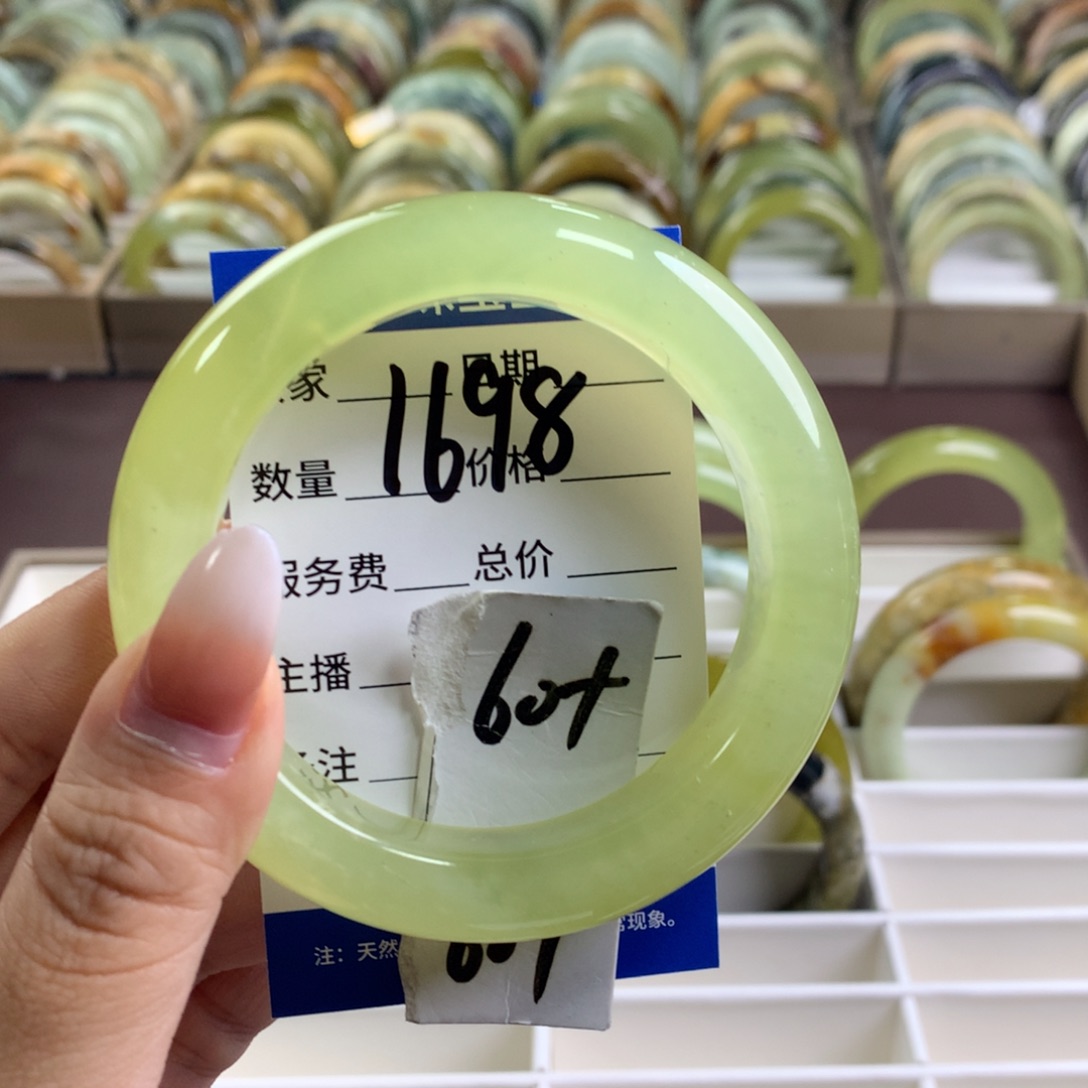 家 日期
1698
数量 价格
服务费 总价
主播
60+
注
注：天然 现象。